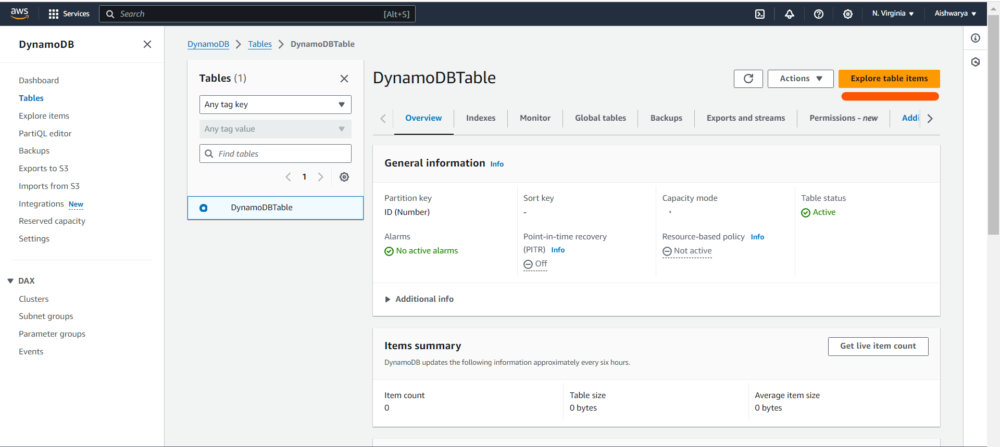 aws
Services
Search
[Alt+S]
N. Virginia
Aishwarya
DynamoDB
Dashboard
Tables
Explore items
PartiQL editor
Backups
Exports to S3
Imports from S3
Integrations New
Reserved capacity
Settings
DAX
Clusters
Subnet groups
Parameter groups
Events
DynamoDB > Tables > DynamoDBTable
Tables (1)
Any tag key
Any tag value
Find tables
1
DynamoDBTable
DynamoDBTable
Actions
Explore table items
Overview
Indexes
Monitor
Global tables
Backups
Exports and streams
Permissions - new
Addi
General information Info
Partition key
ID (Number)
Sort key
-
Capacity mode
Table status
Active
Alarms
No active alarms
Point-in-time recovery
(PITR) Info
Off
Resource-based policy Info
Not active
Additional info
Items summary
Get live item count
DynamoDB updates the following information approximately every six hours.
Item count
0
Table size
0 bytes
Average item size
0 bytes